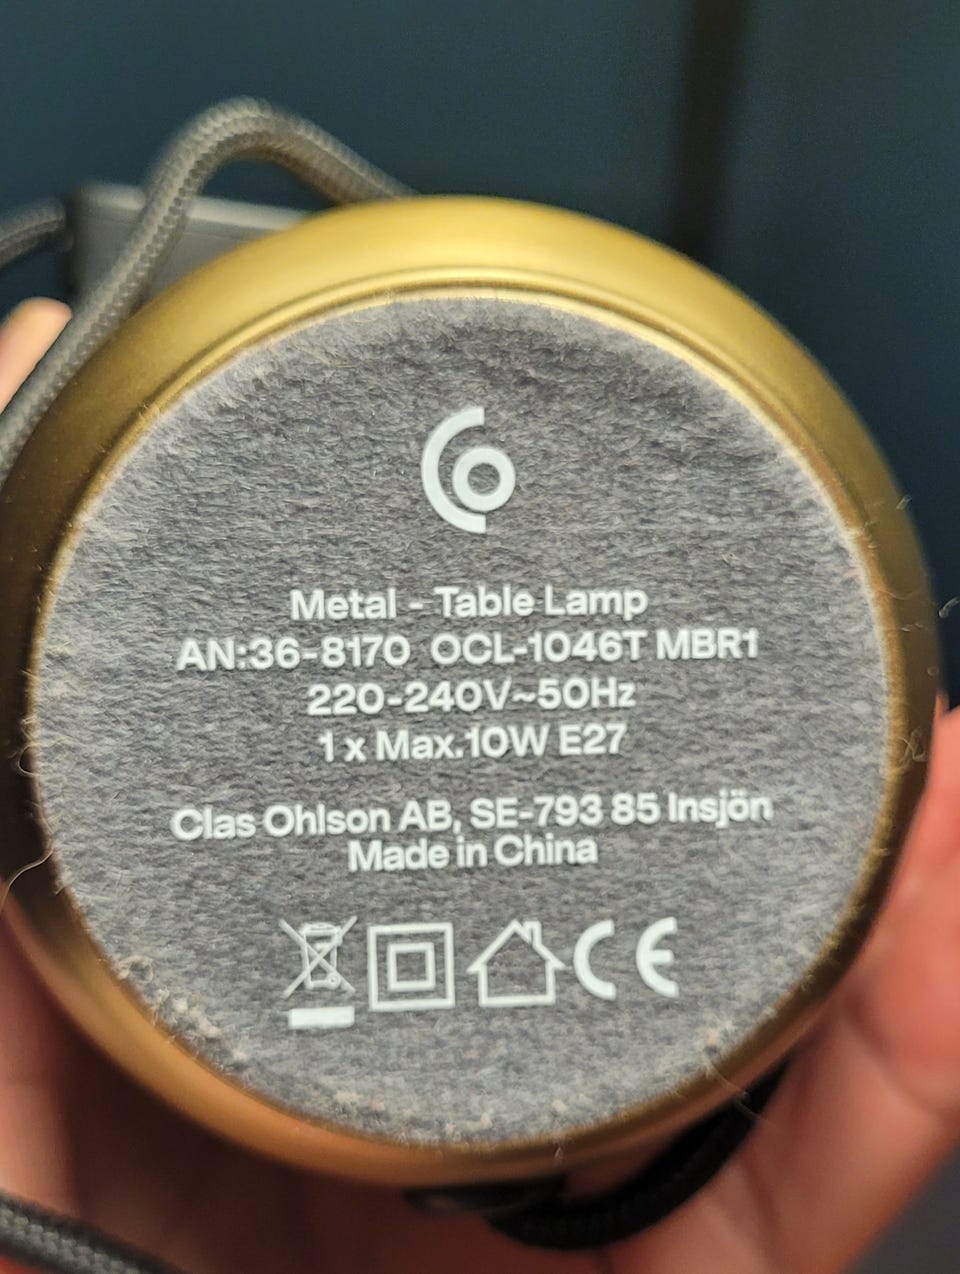 Metal - Table Lamp
AN:36-8170 OCL-1046T MBR1
220-240V~50Hz
1 x Max.10W E27
Clas Ohlson AB, SE-793 85 Insjön
Made in China
CE